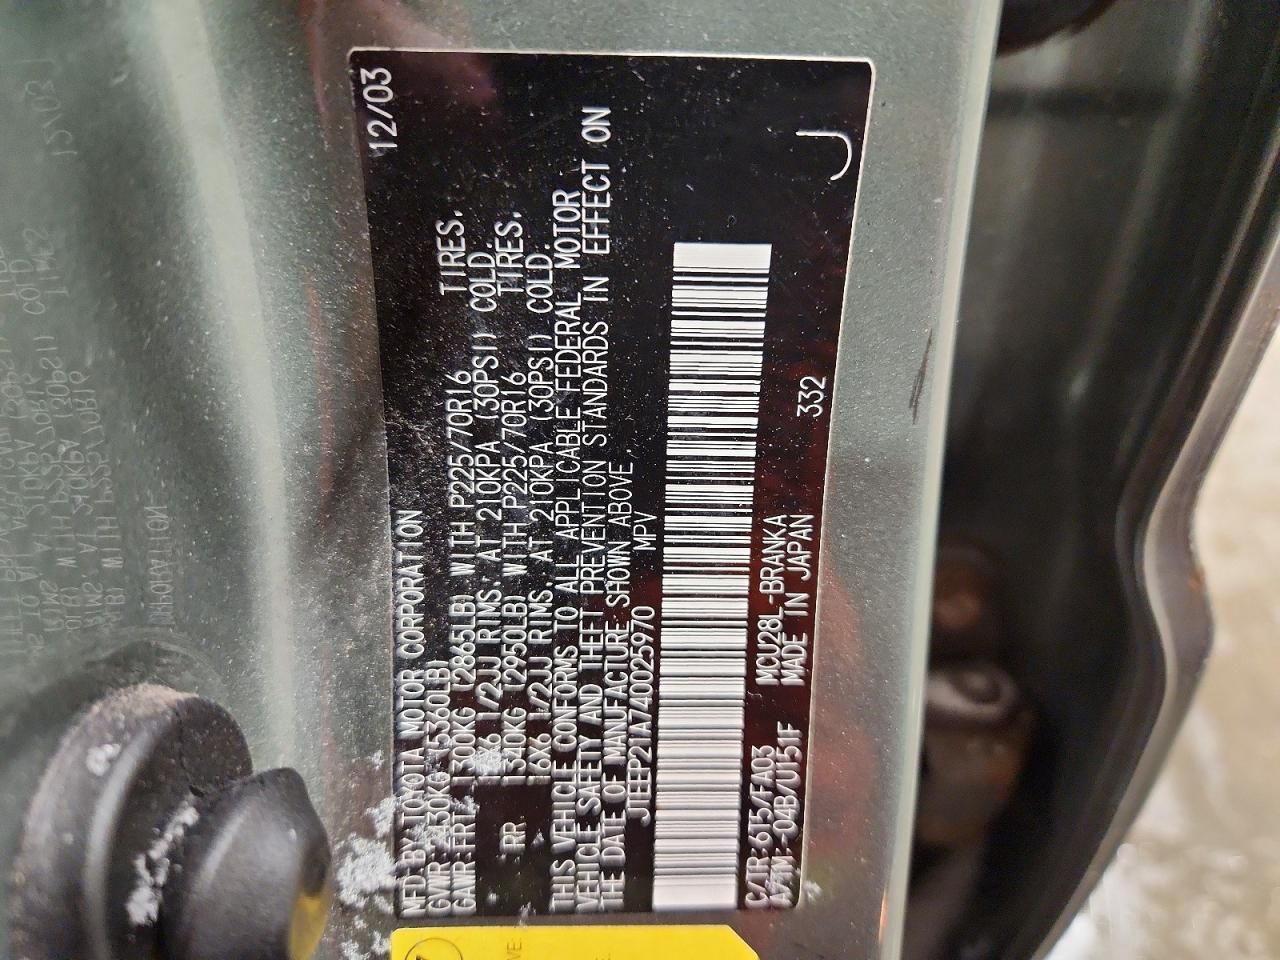 12/03
MFD BY:TOYOTA MOTOR CORPORATION
GVWR:2430KG (5360LB)
GAWR:FRT 1300KG (2865LB) WITH P225/70R16 TIRES.
16X6 1/2JJ RIMS, AT 210KPA (30PSI) COLD.
RR 1340KG (2950LB) WITH P225/70R16 TIRES.
16X6 1/2JJ RIMS, AT 210KPA (30PSI) COLD.
THIS VEHICLE CONFORMS TO ALL APPLICABLE FEDERAL MOTOR
VEHICLE SAFETY AND THEFT PREVENTION STANDARDS IN EFFECT ON
THE DATE OF MANUFACTURE SHOWN ABOVE.
JTEEP21A740025970 MPV
J
C/TR:6T5/FA03 MCU28L-BRANKA
A/TM:-04B/U151F MADE IN JAPAN 332